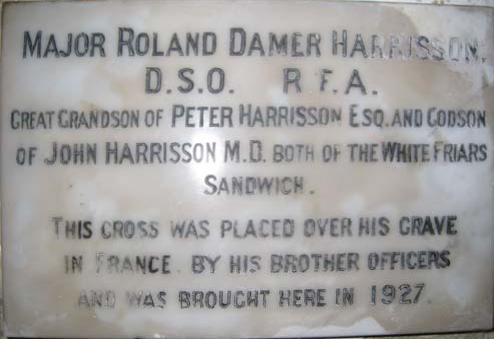 MAJOR ROLAND DAMER HARRISSON.
D.S.O. R.F.A.
GREAT GRANDSON OF PETER HARRISSON ESQ. AND GODSON
OF JOHN HARRISSON M.D. BOTH OF THE WHITE FRIARS
SANDWICH.
THIS CROSS WAS PLACED OVER HIS GRAVE
IN FRANCE. BY HIS BROTHER OFFICERS
AND WAS BROUGHT HERE IN 1927.